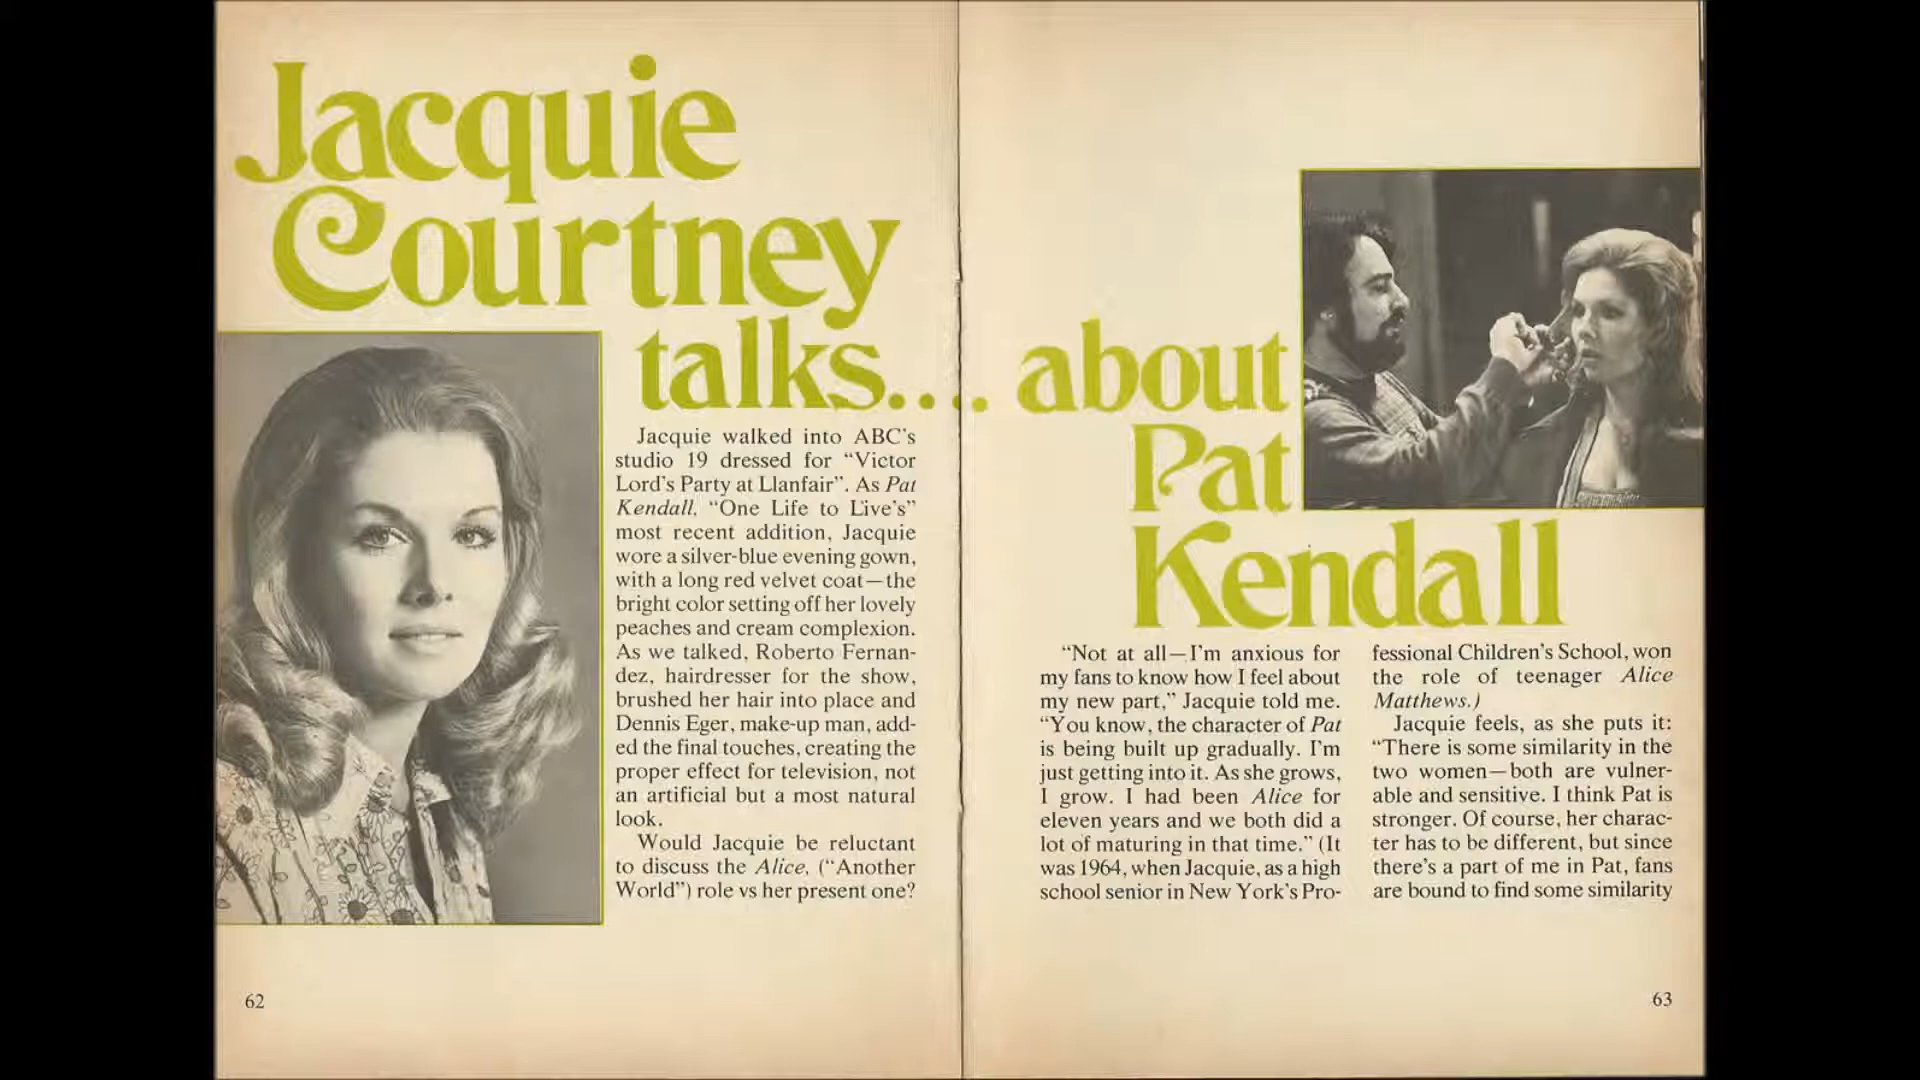 Jacquie
Courtney
talks.... about
Pat
Kendall
Jacquie walked into ABC's
studio 19 dressed for “Victor
Lord's Party at Llanfair”. As Pat
Kendall, “One Life to Live's”
most recent addition, Jacquie
wore a silver-blue evening gown,
with a long red velvet coat—the
bright color setting off her lovely
peaches and cream complexion.
As we talked, Roberto Fernan-
dez, hairdresser for the show,
brushed her hair into place and
Dennis Eger, make-up man, add-
ed the final touches, creating the
proper effect for television, not
an artificial but a most natural
look.
Would Jacquie be reluctant
to discuss the Alice, (“Another
World”) role vs her present one?
62
“Not at all—I'm anxious for
my fans to know how I feel about
my new part,” Jacquie told me.
“You know, the character of Pat
is being built up gradually. I'm
just getting into it. As she grows,
I grow. I had been Alice for
eleven years and we both did a
lot of maturing in that time.” (It
was 1964, when Jacquie, as a high
school senior in New York's Pro-
fessional Children's School, won
the role of teenager Alice
Matthews.)
Jacquie feels, as she puts it:
“There is some similarity in the
two women—both are vulner-
able and sensitive. I think Pat is
stronger. Of course, her charac-
ter has to be different, but since
there's a part of me in Pat, fans
are bound to find some similarity
63